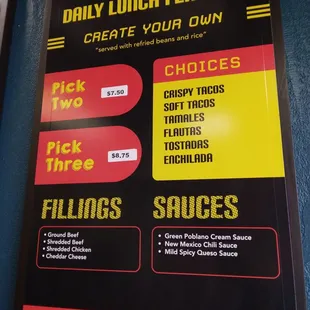 DAILY LUNCH
CREATE YOUR OWN
"served with refried beans and rice"
Pick
Two
$7.50
Pick
Three
$8.75
CHOICES
CRISPY TACOS
SOFT TACOS
TAMALES
FLAUTAS
TOSTADAS
ENCHILADA
FILLINGS
• Ground Beef
• Shredded Beef
• Shredded Chicken
• Cheddar Cheese
SAUCES
• Green Poblano Cream Sauce
• New Mexico Chili Sauce
• Mild Spicy Queso Sauce